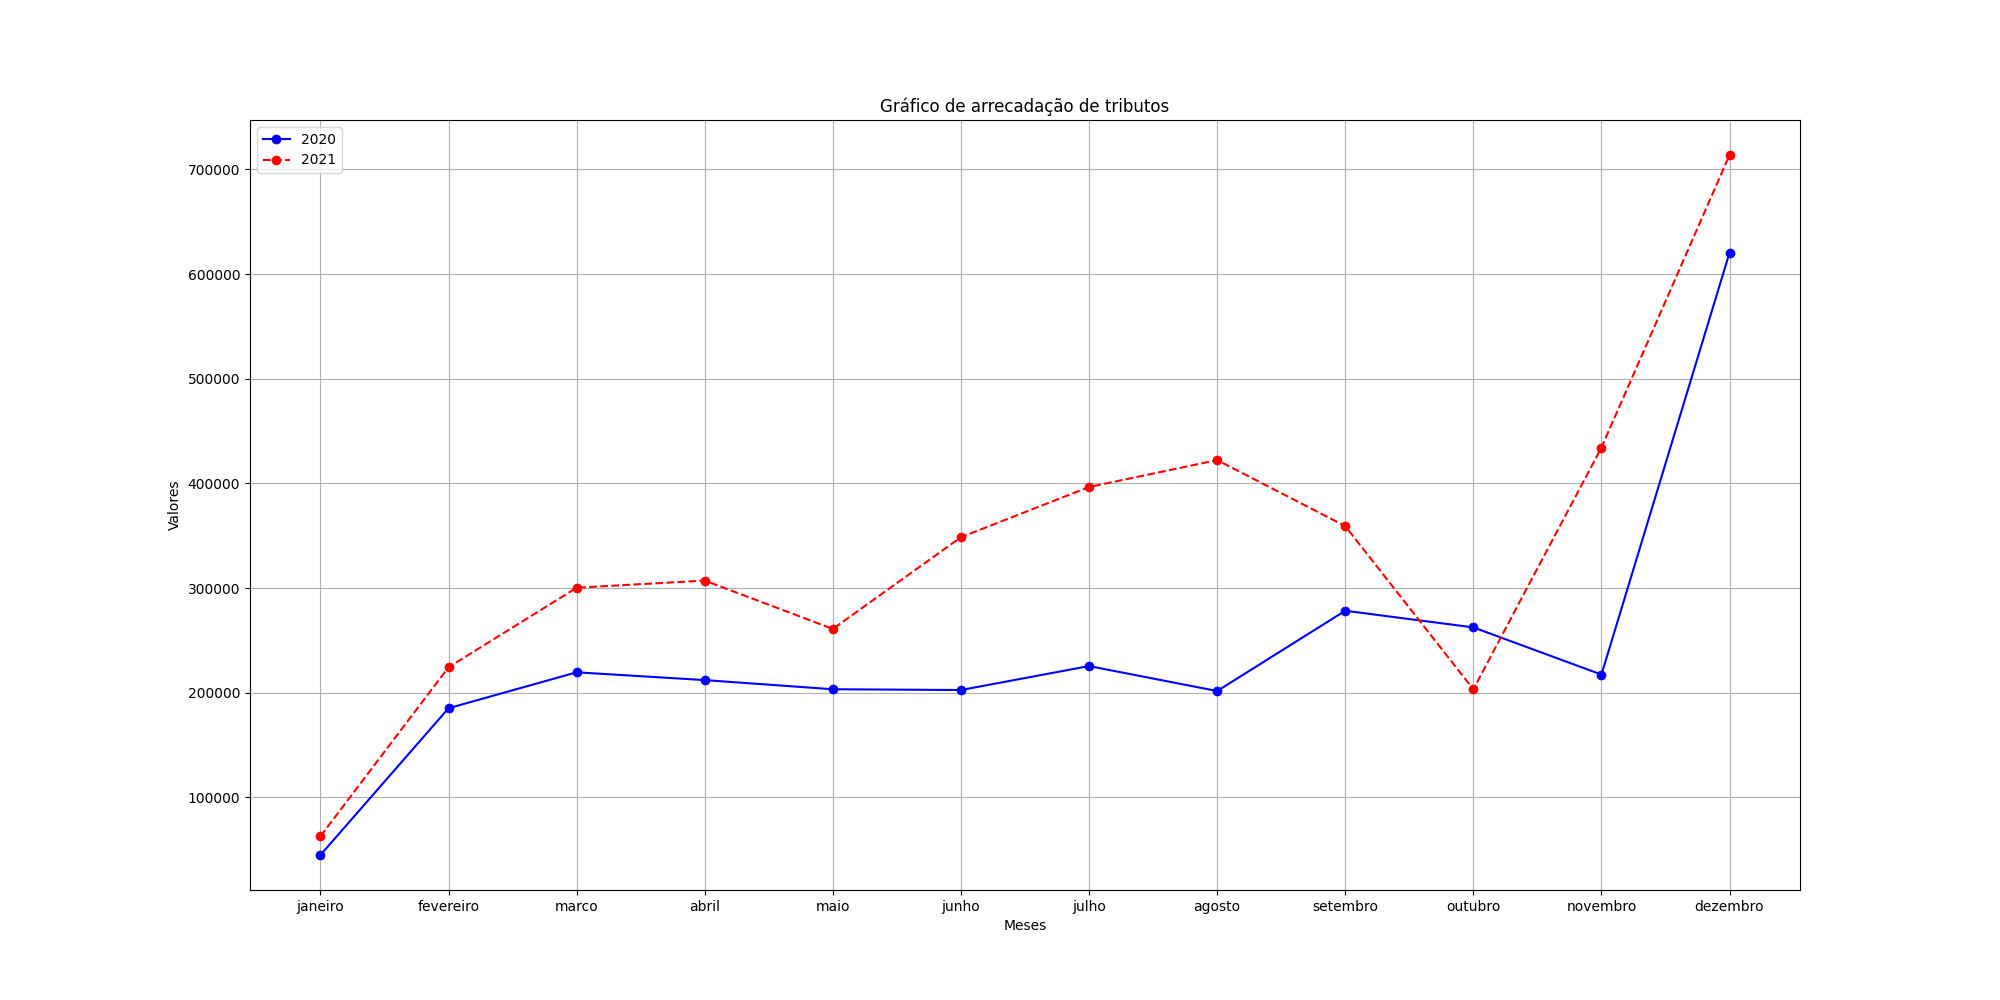 Gráfico de arrecadação de tributos
2020
2021
700000
600000
500000
400000
300000
200000
100000
Valores
janeiro fevereiro marco abril maio junho julho agosto setembro outubro novembro dezembro
Meses